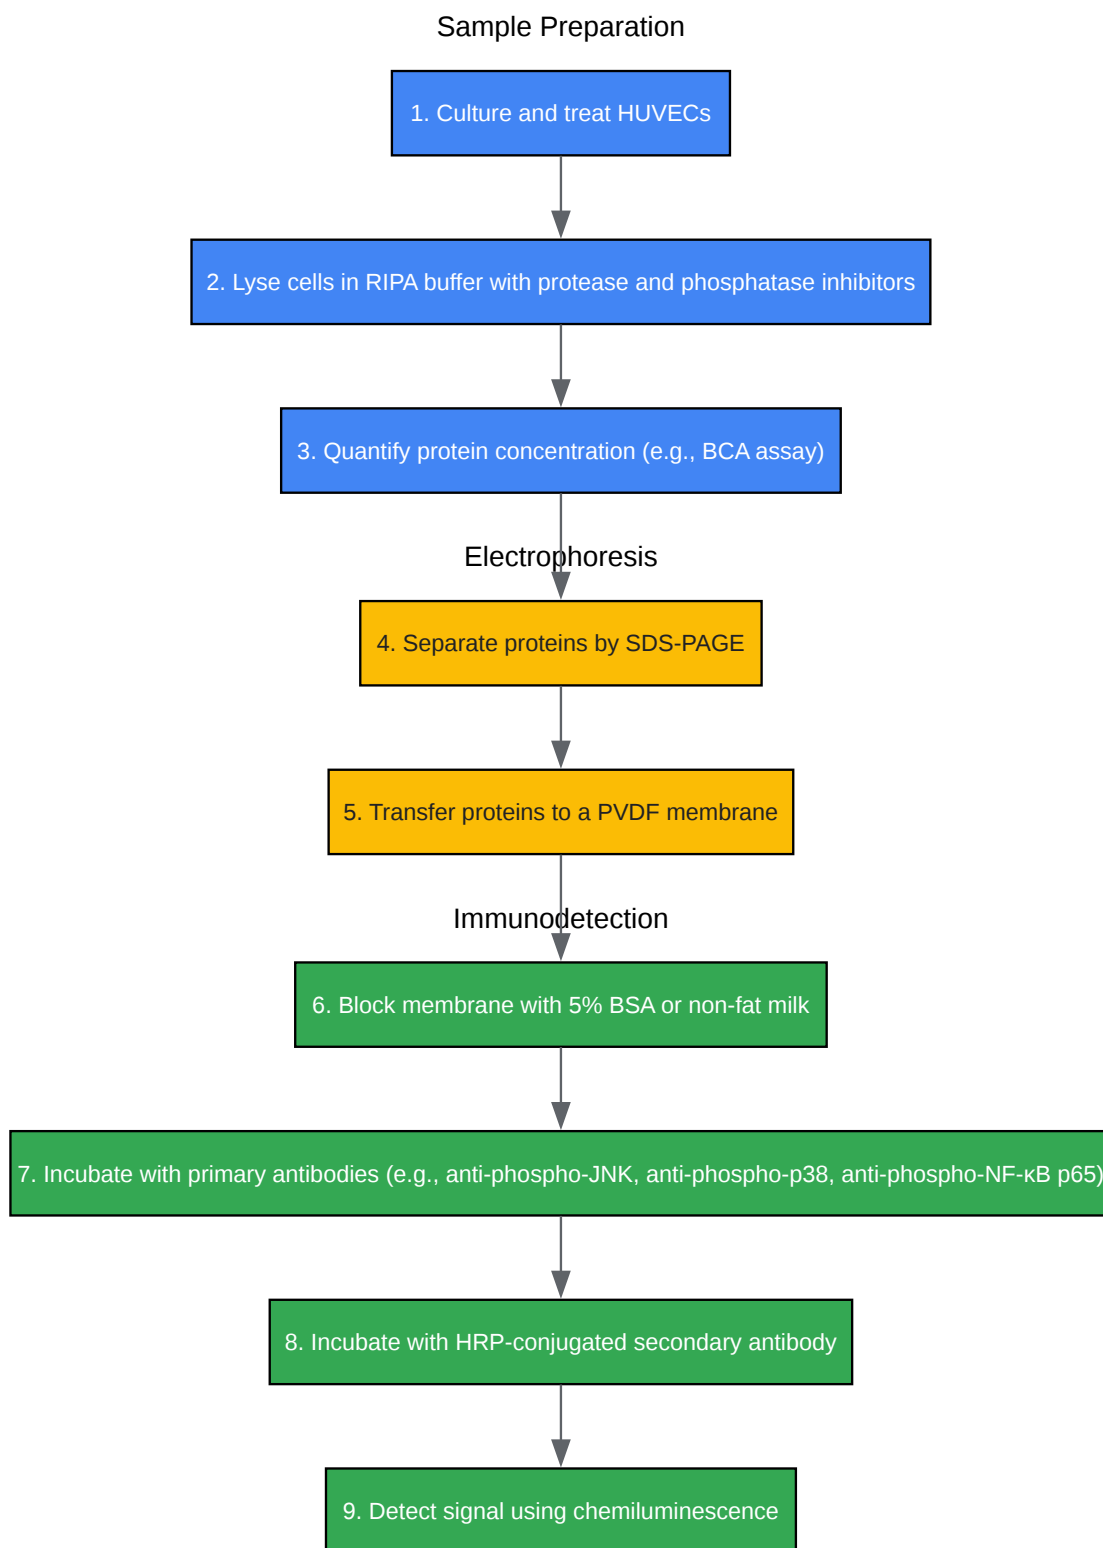 Sample Preparation
1. Culture and treat HUVECs
2. Lyse cells in RIPA buffer with protease and phosphatase inhibitors
3. Quantify protein concentration (e.g., BCA assay)
Electrophoresis
4. Separate proteins by SDS-PAGE
5. Transfer proteins to a PVDF membrane
Immunodetection
6. Block membrane with 5% BSA or non-fat milk
7. Incubate with primary antibodies (e.g., anti-phospho-JNK, anti-phospho-p38, anti-phospho-NF-κB p65)
8. Incubate with HRP-conjugated secondary antibody
9. Detect signal using chemiluminescence